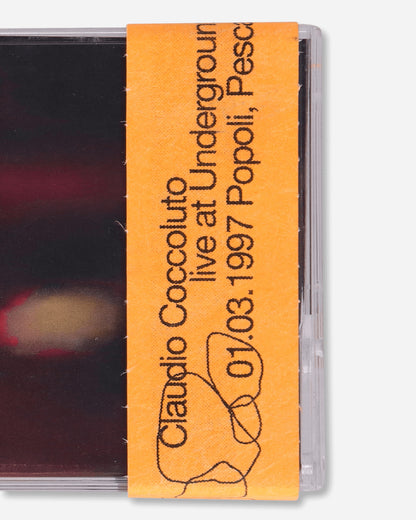 Claudio Coccoluto
live at Undergroun
01.03.1997 Popoli, Pesc